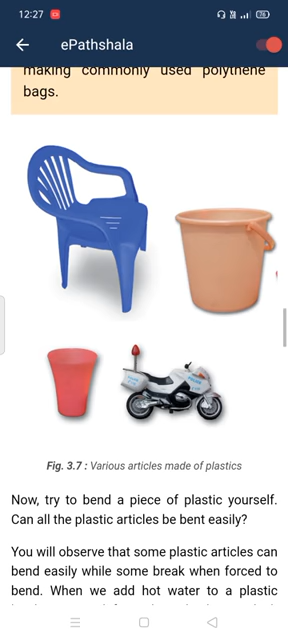 12:27
78
ePathshala
making commonly used polythene
bags.
Fig. 3.7 : Various articles made of plastics
Now, try to bend a piece of plastic yourself.
Can all the plastic articles be bent easily?
You will observe that some plastic articles can
bend easily while some break when forced to
bend. When we add hot water to a plastic